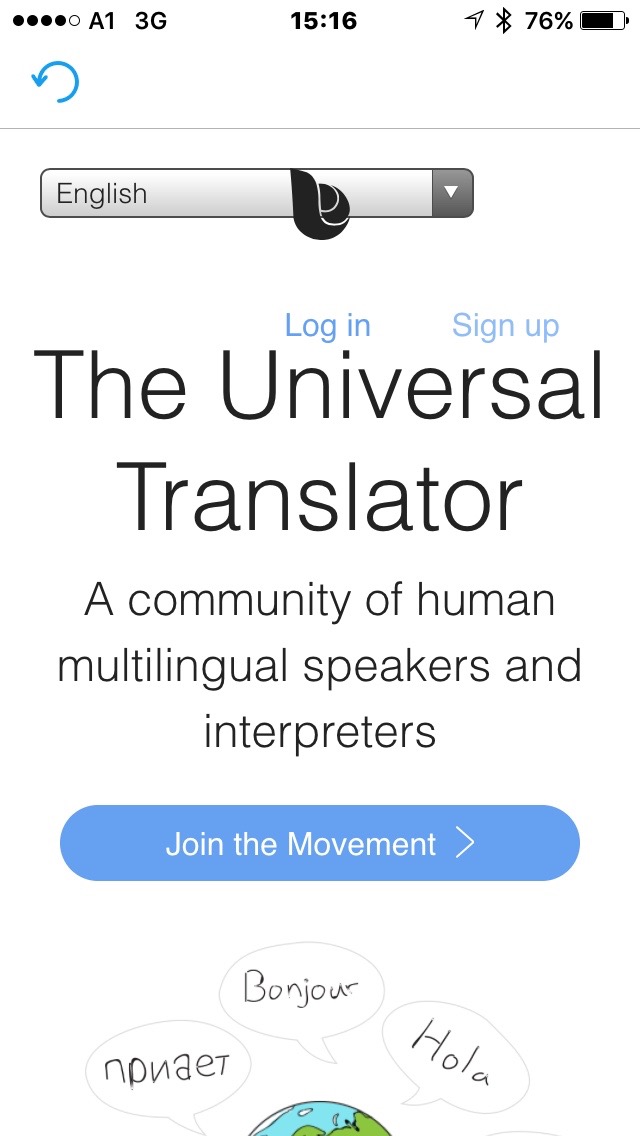 A1 3G 15:16 76%
English
Log in Sign up
The Universal
Translator
A community of human
multilingual speakers and
interpreters
Join the Movement
Bonjour
Hola
привет